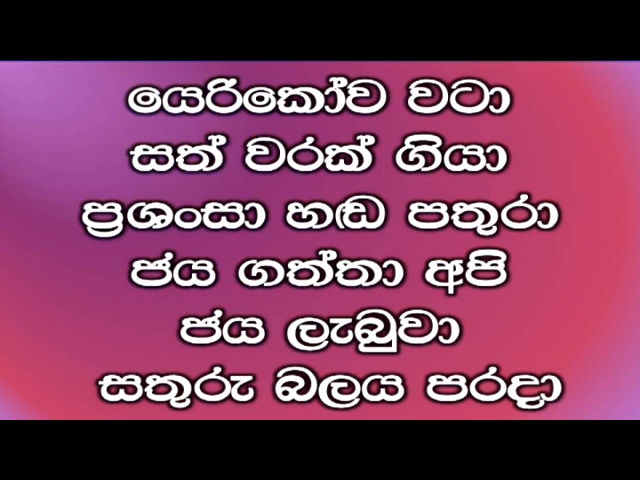 යෙරිකෝව වටා
සත් වරක් ගියා
ප්‍රශංසා හඬ පතුරා
ජය ගත්තා අපි
ජය ලැබුවා
සතුරු බලය පරදා